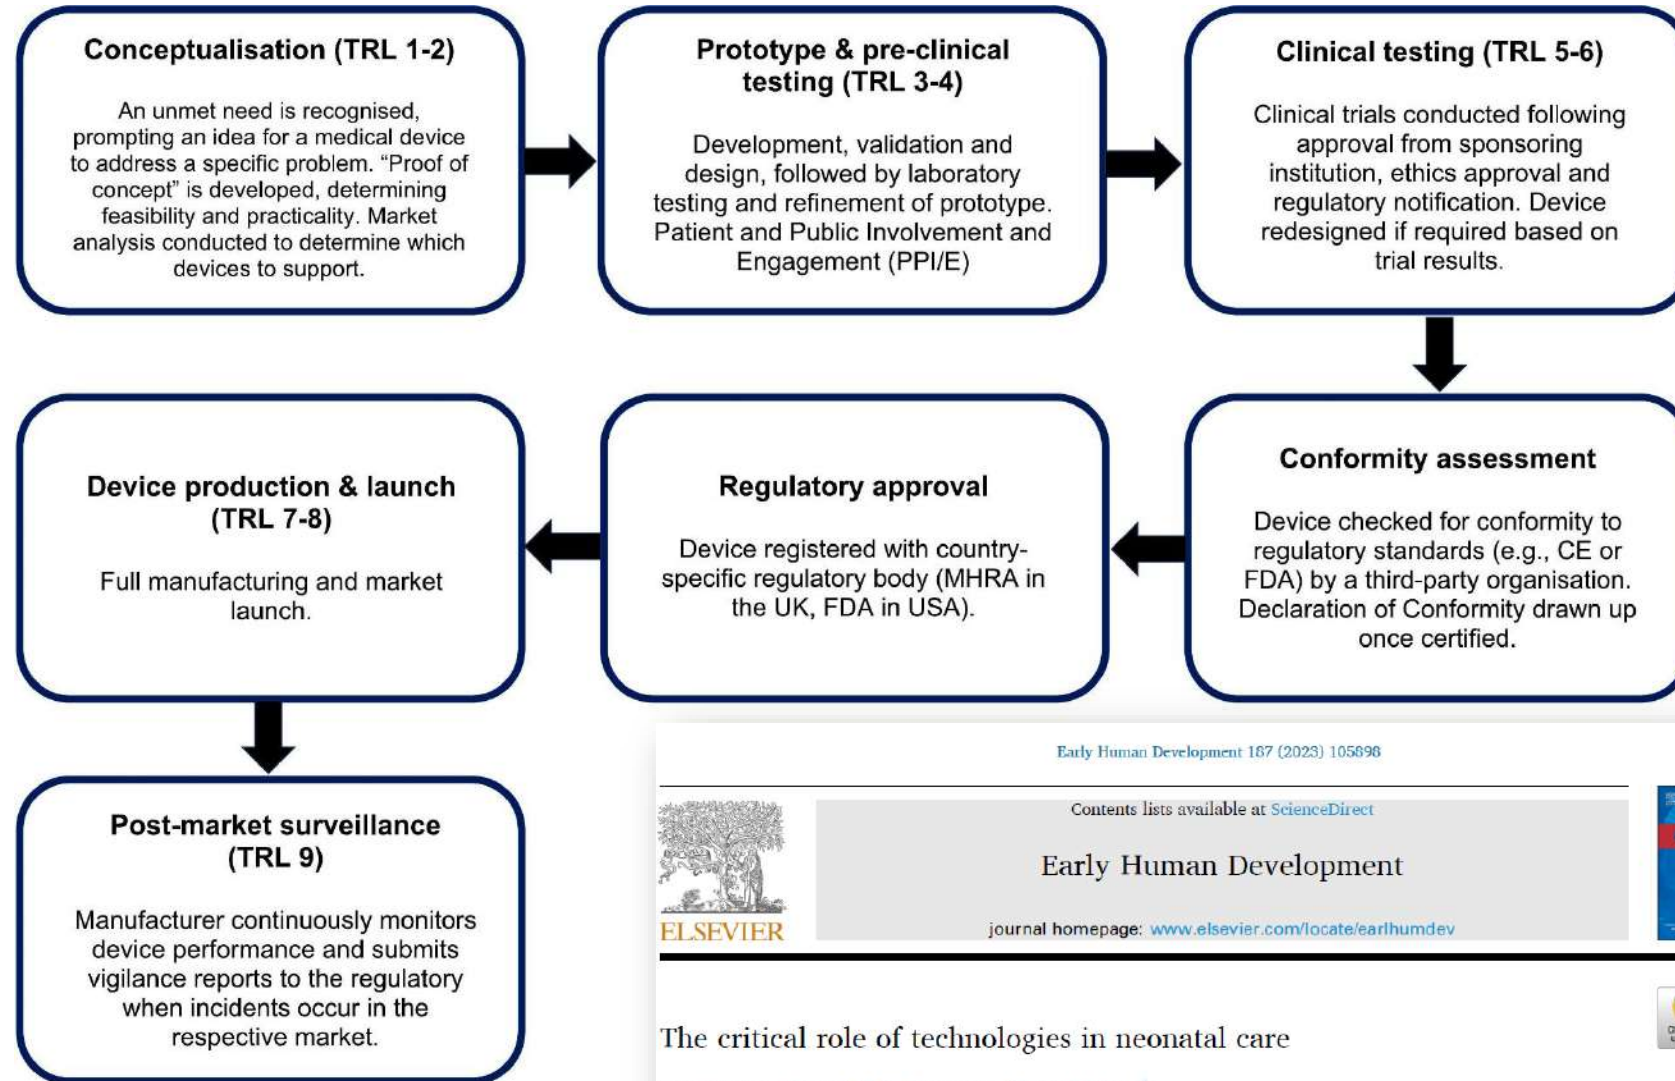 Conceptualisation (TRL 1-2)
An unmet need is recognised,
prompting an idea for a medical device
to address a specific problem. “Proof of
concept” is developed, determining
feasibility and practicality. Market
analysis conducted to determine which
devices to support.
Prototype & pre-clinical
testing (TRL 3-4)
Development, validation and
design, followed by laboratory
testing and refinement of prototype.
Patient and Public Involvement and
Engagement (PPI/E)
Clinical testing (TRL 5-6)
Clinical trials conducted following
approval from sponsoring
institution, ethics approval and
regulatory notification. Device
redesigned if required based on
trial results.
Conformity assessment
Device checked for conformity to
regulatory standards (e.g., CE or
FDA) by a third-party organisation.
Declaration of Conformity drawn up
once certified.
Regulatory approval
Device registered with country-
specific regulatory body (MHRA in
the UK, FDA in USA).
Device production & launch
(TRL 7-8)
Full manufacturing and market
launch.
Post-market surveillance
(TRL 9)
Manufacturer continuously monitors
device performance and submits
vigilance reports to the regulatory
when incidents occur in the
respective market.
Early Human Development 187 (2023) 105898
Contents lists available at ScienceDirect
Early Human Development
journal homepage: www.elsevier.com/locate/earlhumdev
ELSEVIER
The critical role of technologies in neonatal care